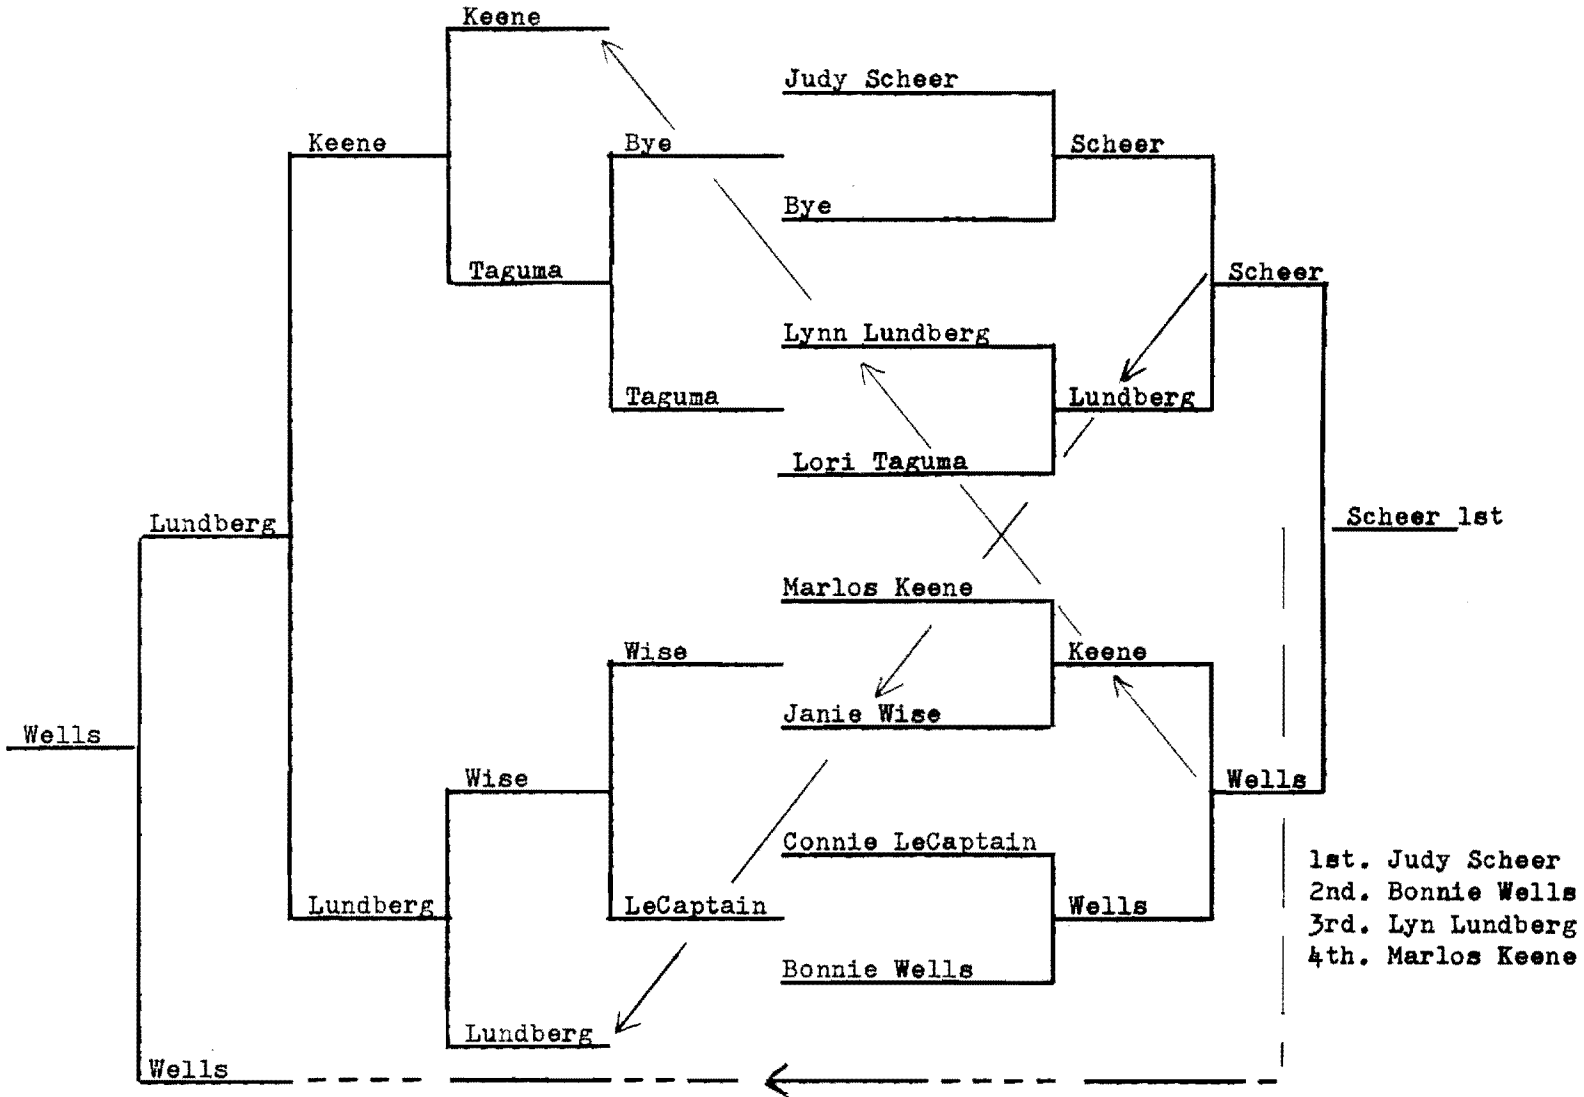 Keene
Judy Scheer
Keene
Bye
Scheer
Bye
Taguma
Scheer
Lynn Lundberg
Taguma
Lundberg
Lori Taguma
Lundberg
Scheer 1st
Marlos Keene
Wise
Keene
Janie Wise
Wells
Wise
Wells
Connie LeCaptain
1st. Judy Scheer
2nd. Bonnie Wells
Lundberg
LeCaptain
Wells
3rd. Lyn Lundberg
4th. Marlos Keene
Bonnie Wells
Lundberg
Wells